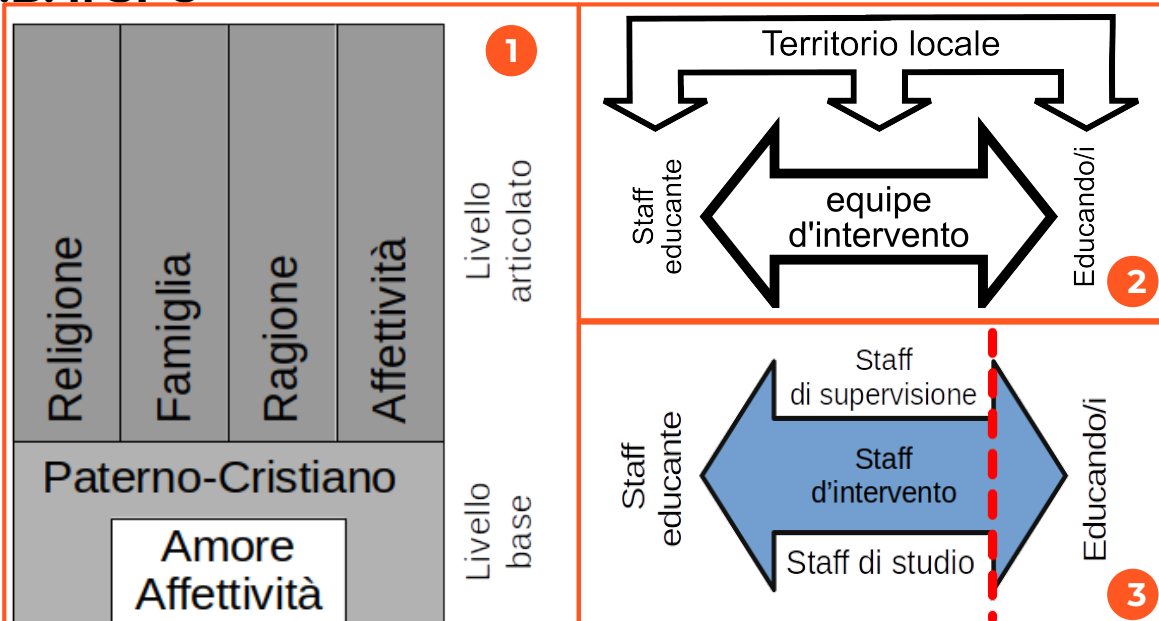 1
Religione
Famiglia
Ragione
Affettività
Livello
articolato
Paterno-Cristiano
Amore
Affettività
Livello
base
Territorio locale
Staff
educante
equipe
d'intervento
Educando/i
2
Staff
di supervisione
Staff
educante
Staff
d’intervento
Educando/i
Staff di studio
3